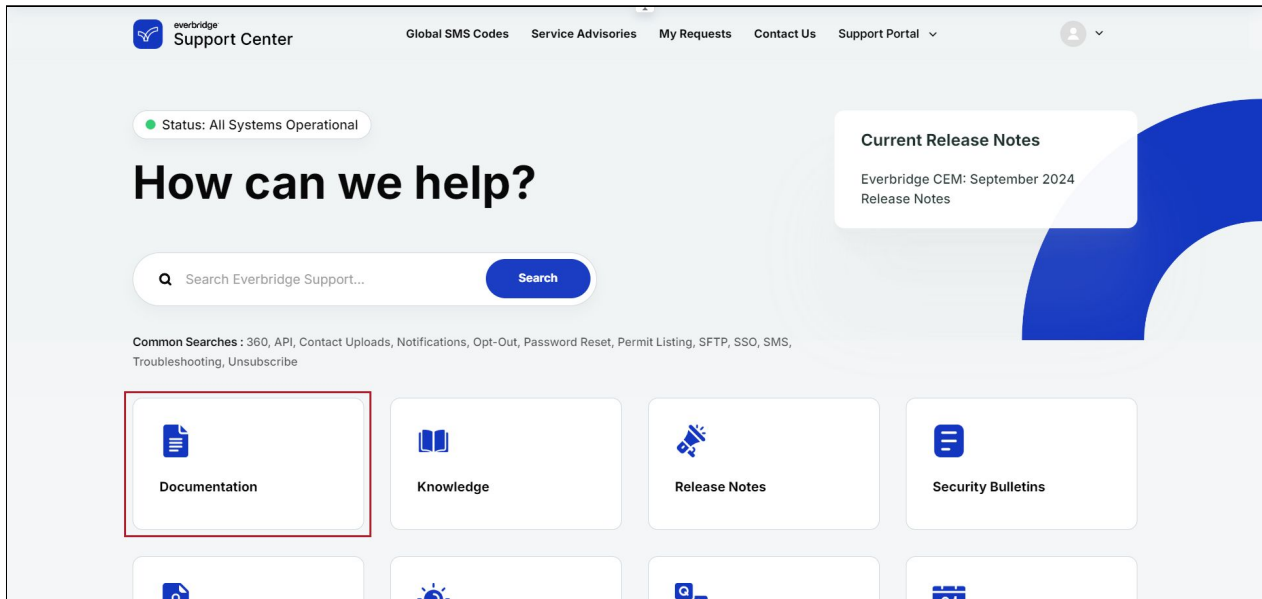 everbridge
Support Center
Global SMS Codes
Service Advisories
My Requests
Contact Us
Support Portal
Status: All Systems Operational
How can we help?
Current Release Notes
Everbridge CEM: September 2024
Release Notes
Search Everbridge Support...
Search
Common Searches : 360, API, Contact Uploads, Notifications, Opt-Out, Password Reset, Permit Listing, SFTP, SSO, SMS,
Troubleshooting, Unsubscribe
Documentation
Knowledge
Release Notes
Security Bulletins
Q